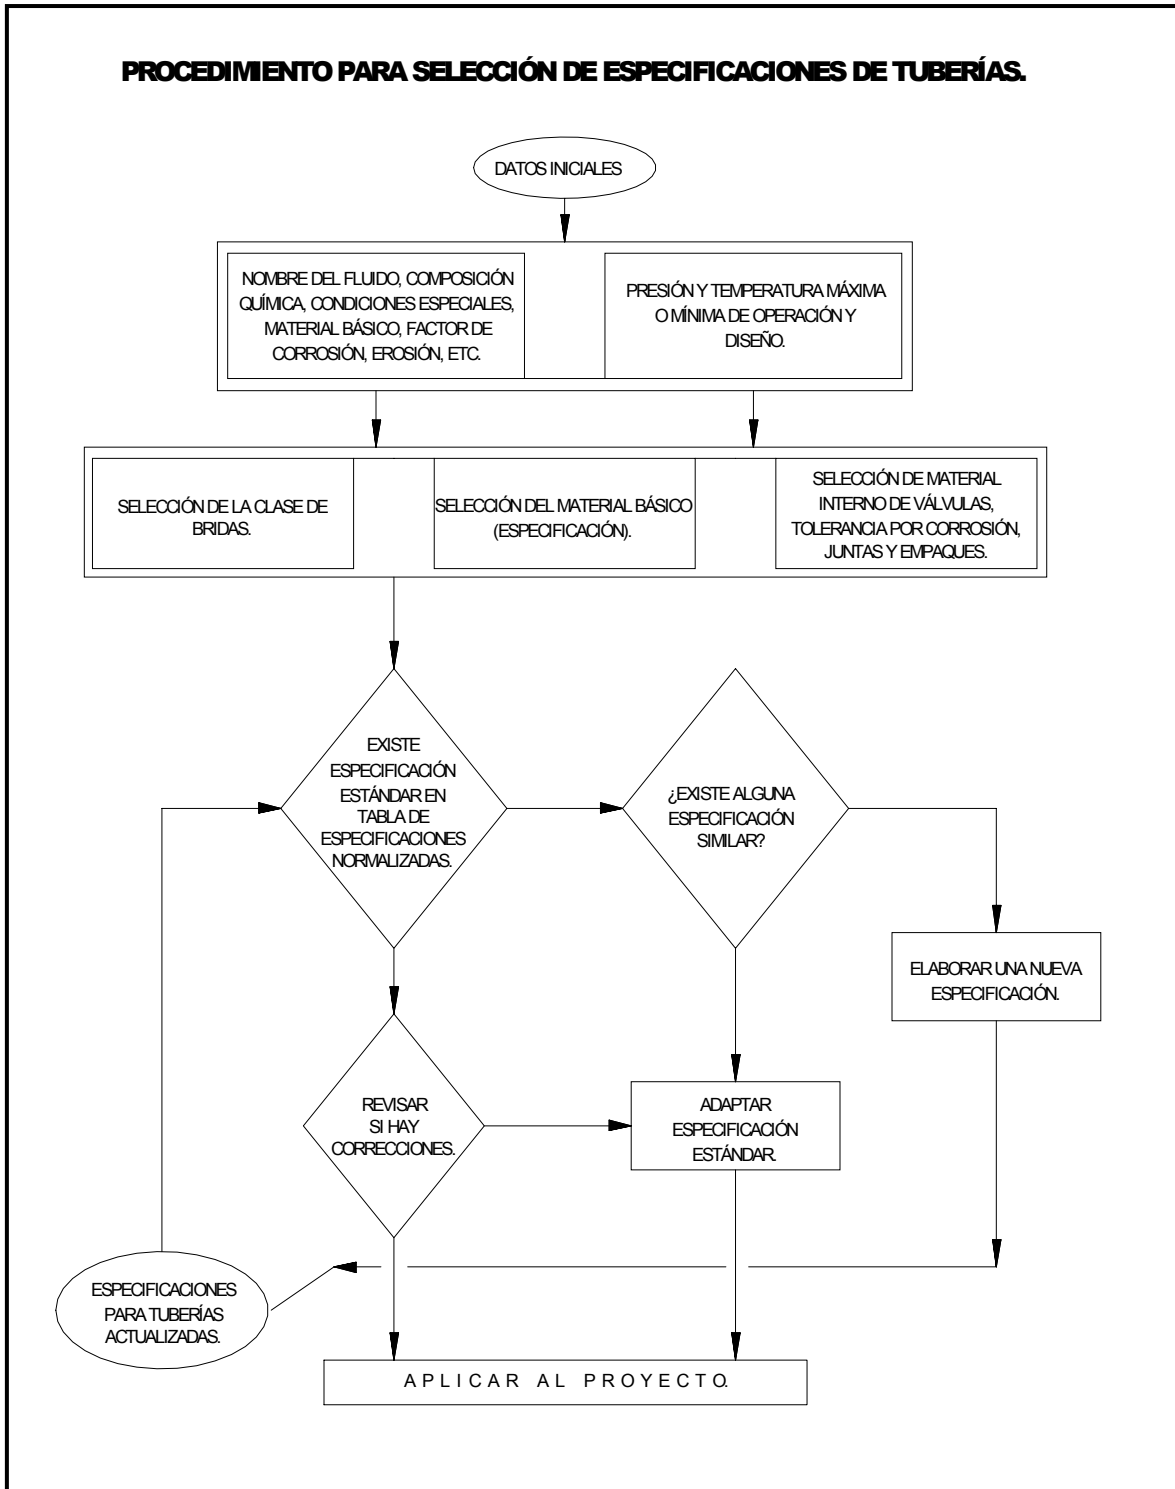 PROCEDIMIENTO PARA SELECCIÓN DE ESPECIFICACIONES DE TUBERÍAS.
DATOS INICIALES
NOMBRE DEL FLUIDO, COMPOSICIÓN
QUÍMICA, CONDICIONES ESPECIALES,
MATERIAL BÁSICO, FACTOR DE
CORROSIÓN, EROSIÓN, ETC.
PRESIÓN Y TEMPERATURA MÁXIMA
O MÍNIMA DE OPERACIÓN Y
DISEÑO.
SELECCIÓN DE LA CLASE DE
BRIDAS.
SELECCIÓN DEL MATERIAL BÁSICO
(ESPECIFICACIÓN).
SELECCIÓN DE MATERIAL
INTERNO DE VÁLVULAS,
TOLERANCIA POR CORROSIÓN,
JUNTAS Y EMPAQUES.
EXISTE
ESPECIFICACIÓN
ESTÁNDAR EN
TABLA DE
ESPECIFICACIONES
NORMALIZADAS.
¿EXISTE ALGUNA
ESPECIFICACIÓN
SIMILAR?
ELABORAR UNA NUEVA
ESPECIFICACIÓN.
REVISAR
SI HAY
CORRECCIONES.
ADAPTAR
ESPECIFICACIÓN
ESTÁNDAR.
ESPECIFICACIONES
PARA TUBERÍAS
ACTUALIZADAS.
APLICAR AL PROYECTO.